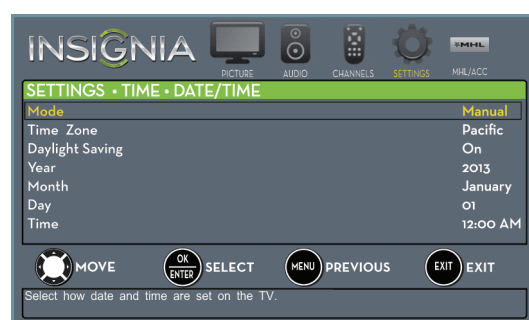 INSIGNIA
PICTURE AUDIO CHANNELS SETTINGS MHL/ACC
MHL
SETTINGS • TIME • DATE/TIME
Mode Manual
Time Zone Pacific
Daylight Saving On
Year 2013
Month January
Day 01
Time 12:00 AM
MOVE OK ENTER SELECT MENU PREVIOUS EXIT EXIT
Select how date and time are set on the TV.